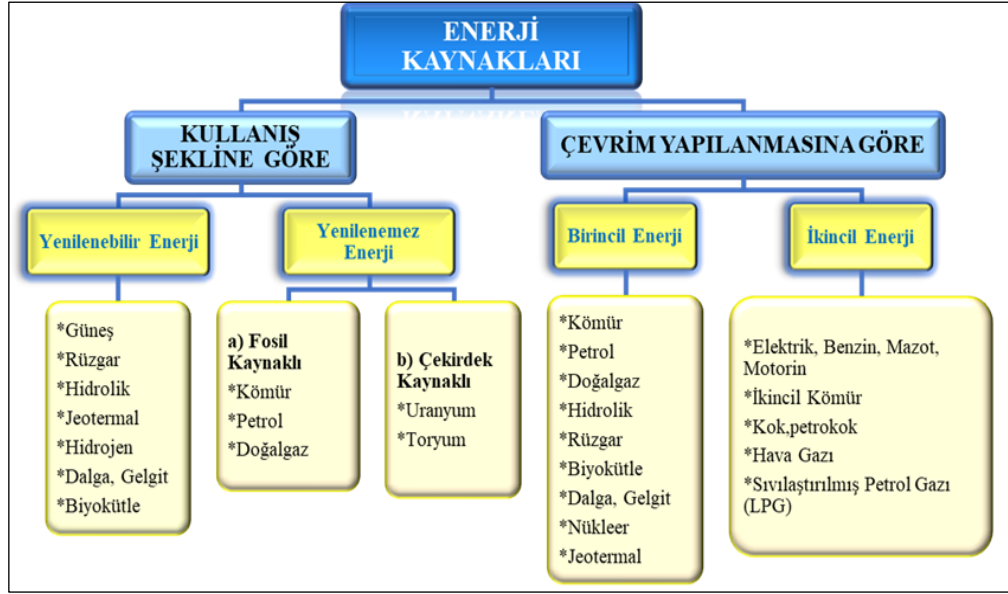 ENERJİ
KAYNAKLARI
KULLANIŞ
ŞEKLİNE GÖRE
ÇEVRİM YAPILANMASINA GÖRE
Yenilenebilir Enerji
Yenilenemez
Enerji
Birincil Enerji
İkincil Enerji
*Güneş
*Rüzgar
*Hidrolik
*Jeotermal
*Hidrojen
*Dalga, Gelgit
*Biyokütle
a) Fosil
Kaynaklı
*Kömür
*Petrol
*Doğalgaz
b) Çekirdek
Kaynaklı
*Uranyum
*Toryum
*Kömür
*Petrol
*Doğalgaz
*Hidrolik
*Rüzgar
*Biyokütle
*Dalga, Gelgit
*Nükleer
*Jeotermal
*Elektrik, Benzin, Mazot,
Motorin
*İkincil Kömür
*Kok,petrokok
*Hava Gazı
*Sıvılaştırılmış Petrol Gazı
(LPG)